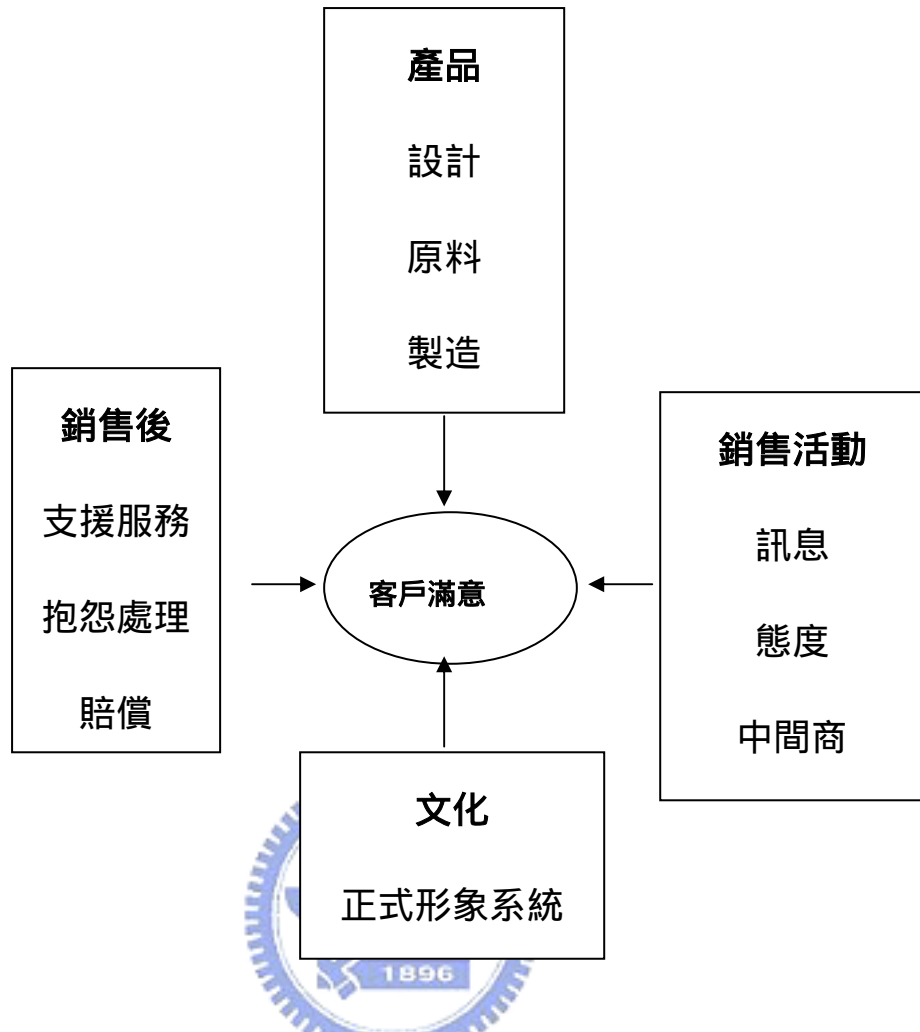 產品
設計
原料
製造
銷售後
支援服務
抱怨處理
賠償
客戶滿意
銷售活動
訊息
態度
中間商
文化
正式形象系統
1896